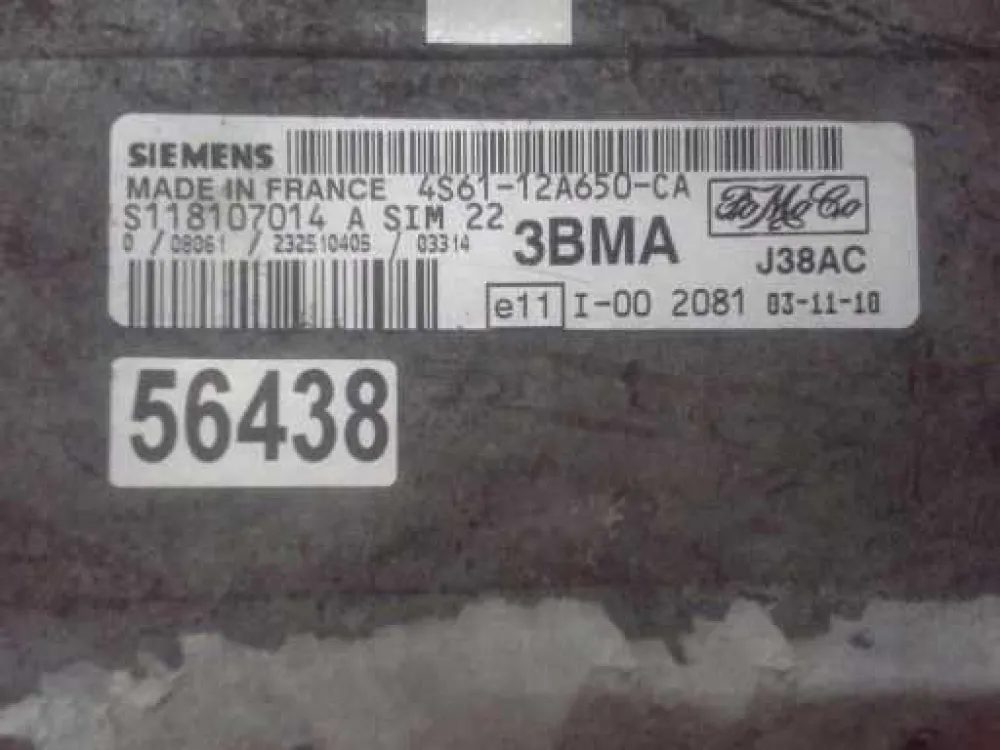 SIEMENS
MADE IN FRANCE 4S61-12A650-CA
S118107014 A SIM 22
0 / 08061 / 232510405 / 03314
3BMA
FoMoCo
J38AC
e11 I-00 2081 03-11-10
56438